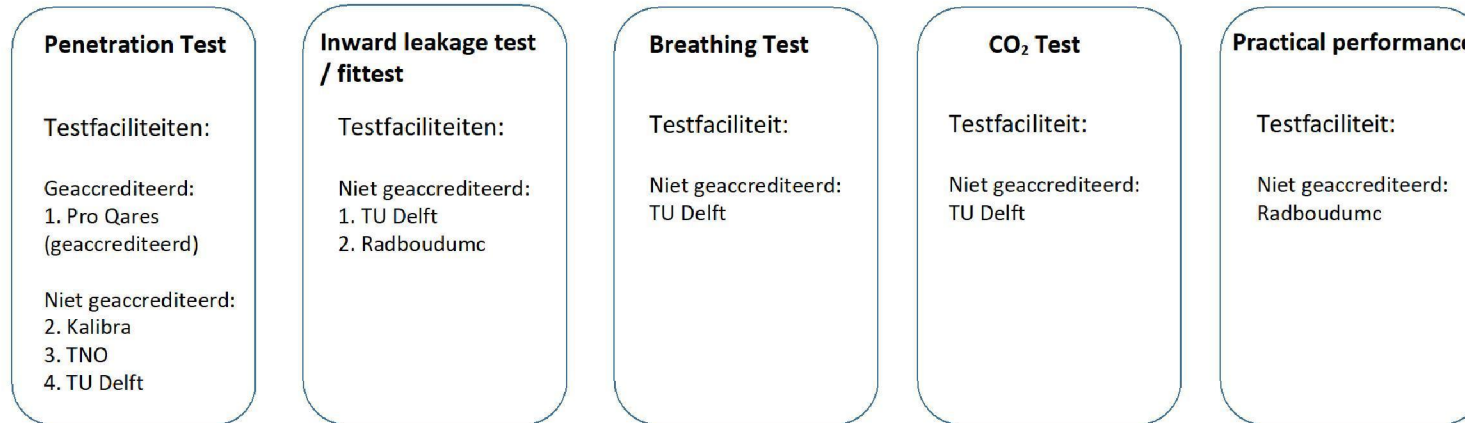 Penetration Test
Testfaciliteiten:
Geaccrediteerd:
1. Pro Qares
(geaccrediteerd)
Niet geaccrediteerd:
2. Kalibra
3. TNO
4. TU Delft
Inward leakage test
/ fittest
Testfaciliteiten:
Niet geaccrediteerd:
1. TU Delft
2. Radboudumc
Breathing Test
Testfaciliteit:
Niet geaccrediteerd:
TU Delft
CO₂ Test
Testfaciliteit:
Niet geaccrediteerd:
TU Delft
Practical performance
Testfaciliteit:
Niet geaccrediteerd:
Radboudumc